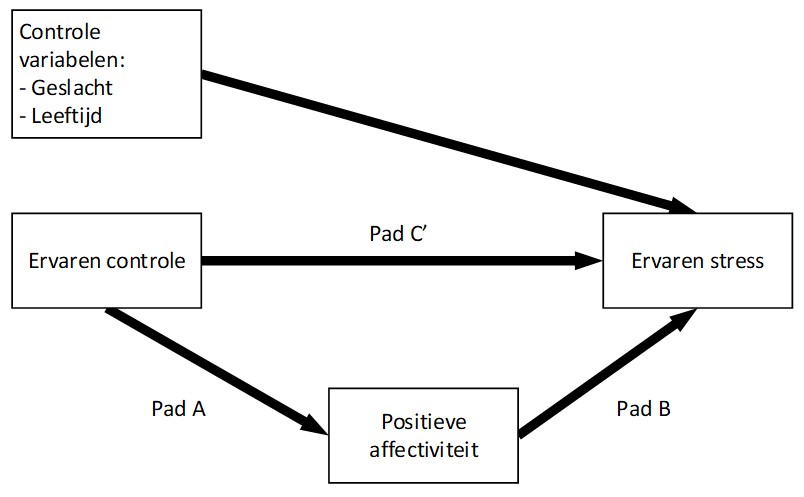 Controle
variabelen:
- Geslacht
- Leeftijd
Pad C’
Ervaren controle
Ervaren stress
Pad A
Positieve
affectiviteit
Pad B